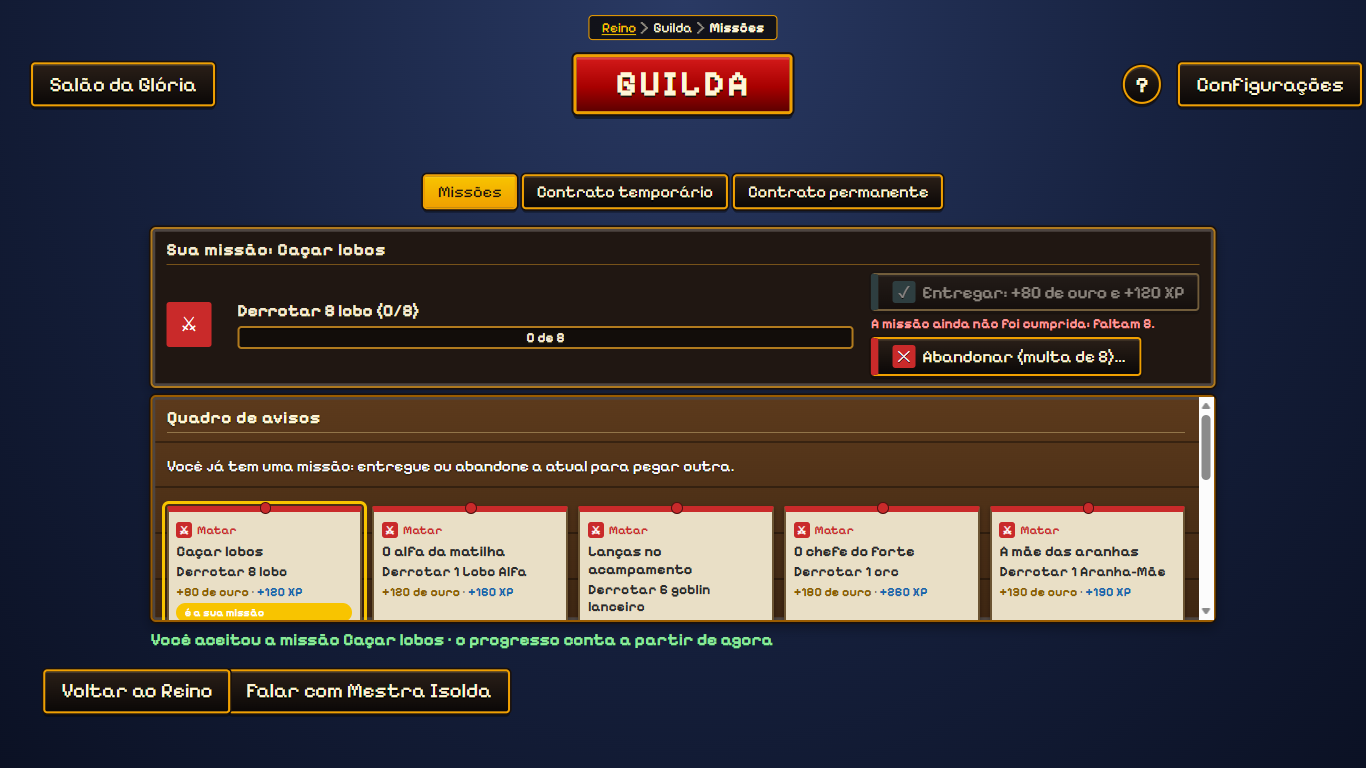 Reino > Guilda > Missões
Salão da Glória
GUILDA
?
Configurações
Missões
Contrato temporário
Contrato permanente
Sua missão: Caçar lobos
Derrotar 8 lobo (0/8)
0 de 8
Entregar: +80 de ouro e +120 XP
A missão ainda não foi cumprida: faltam 8.
Abandonar (multa de 8)...
Quadro de avisos
Você já tem uma missão: entregue ou abandone a atual para pegar outra.
Matar
Caçar lobos
Derrotar 8 lobo
+80 de ouro · +120 XP
é a sua missão
Matar
O alfa da matilha
Derrotar 1 Lobo Alfa
+120 de ouro · +160 XP
Matar
Lanças no
acampamento
Derrotar 6 goblin
lanceiro
Matar
O chefe do forte
Derrotar 1 orc
+180 de ouro · +260 XP
Matar
A mãe das aranhas
Derrotar 1 Aranha-Mãe
+130 de ouro · +190 XP
Você aceitou a missão Caçar lobos · o progresso conta a partir de agora
Voltar ao Reino
Falar com Mestra Isolda